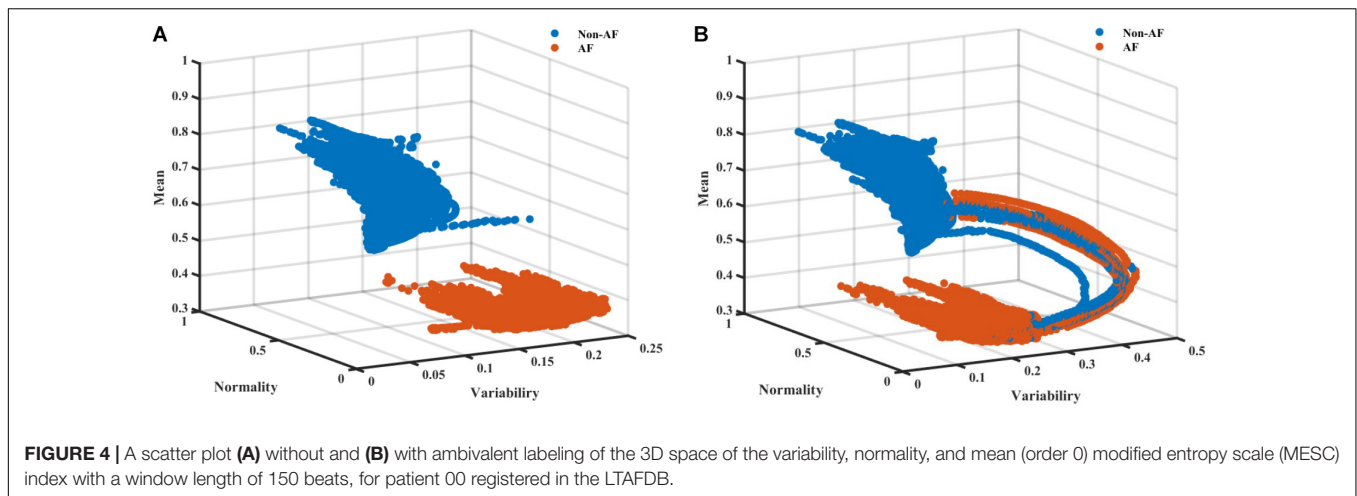 A
Non-AF
AF
1
0.9
0.8
0.7
0.6
0.5
0.4
0.3
Mean
1
0.5
0
Normality
0
0.05
0.1
0.15
0.2
0.25
Variabiliry
B
Non-AF
AF
1
0.9
0.8
0.7
0.6
0.5
0.4
0.3
Mean
1
0.5
0
Normality
0
0.1
0.2
0.3
0.4
0.5
Variabiliry
FIGURE 4 | A scatter plot (A) without and (B) with ambivalent labeling of the 3D space of the variability, normality, and mean (order 0) modified entropy scale (MESC)
index with a window length of 150 beats, for patient 00 registered in the LTAFDB.